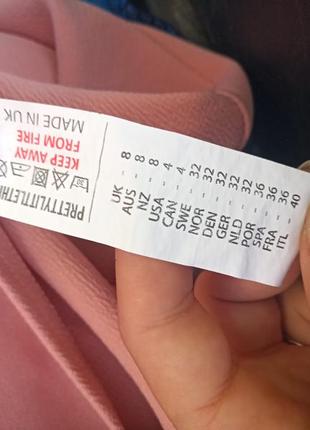 PRETTYLITTLETH
KEEP AWAY
FROM FIRE
MADE IN UK
UK --- 8
AUS --- 8
NZ --- 8
USA --- 4
CAN --- 4
SWE --- 32
NOR --- 32
DEN --- 32
GER --- 32
NLD --- 32
POR --- 36
SPA --- 36
FRA --- 36
ITL --- 40